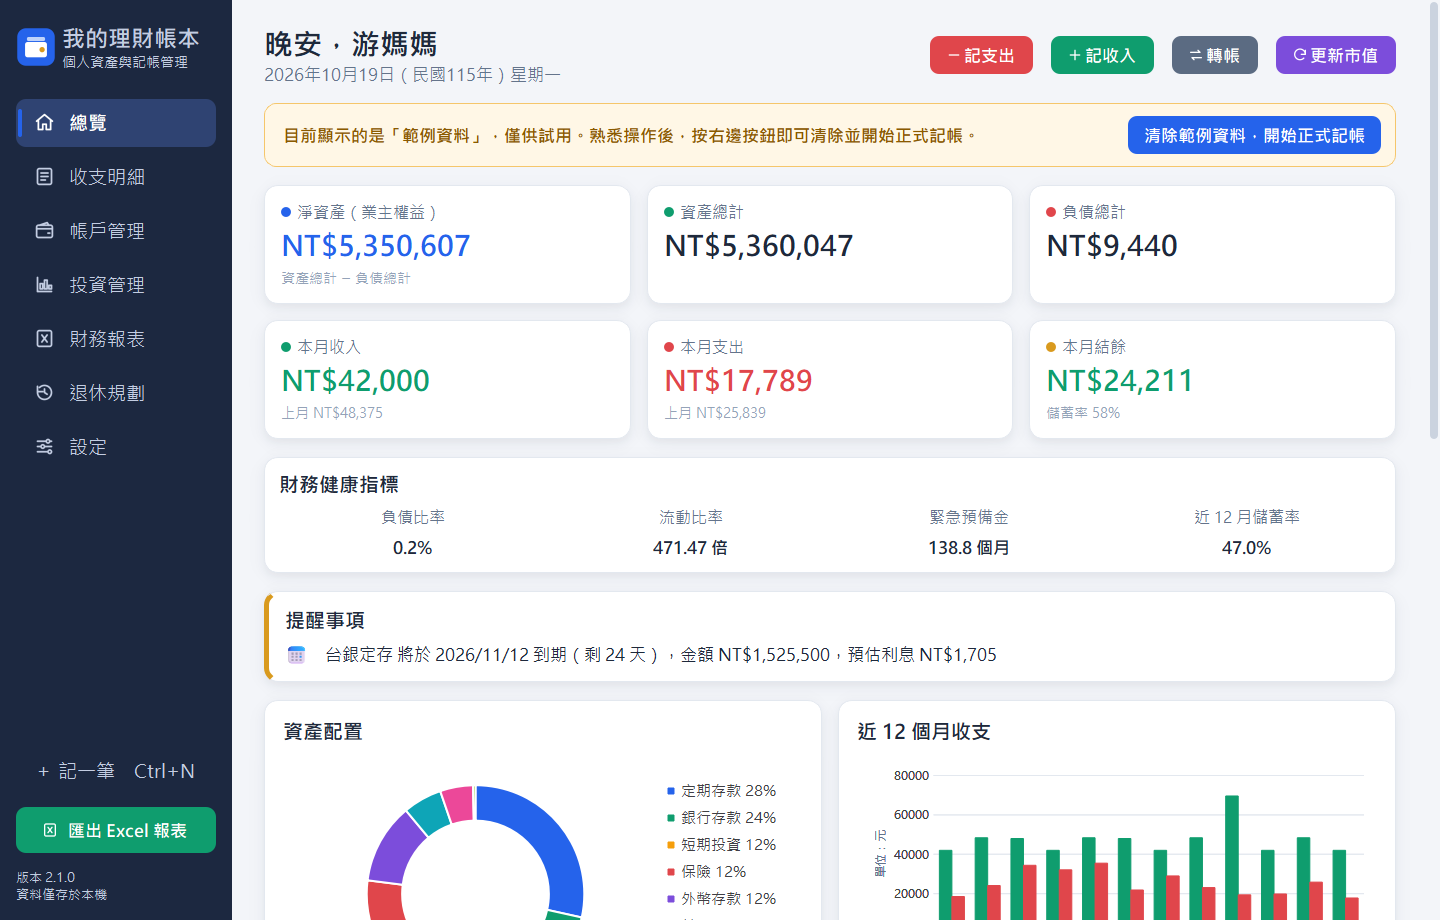 我的理財帳本
個人資產與記帳管理
總覽
收支明細
帳戶管理
投資管理
財務報表
退休規劃
設定
+ 記一筆 Ctrl+N
匯出 Excel 報表
版本 2.1.0
資料僅存於本機
晚安，游媽媽
2026年10月19日（民國115年）星期一
記支出
記收入
轉帳
更新市值
目前顯示的是「範例資料」，僅供試用。熟悉操作後，按右邊按鈕即可清除並開始正式記帳。
清除範例資料，開始正式記帳
淨資產（業主權益）
NT$5,350,607
資產總計 − 負債總計
資產總計
NT$5,360,047
負債總計
NT$9,440
本月收入
NT$42,000
上月 NT$48,375
本月支出
NT$17,789
上月 NT$25,839
本月結餘
NT$24,211
儲蓄率 58%
財務健康指標
負債比率
0.2%
流動比率
471.47 倍
緊急預備金
138.8 個月
近 12 月儲蓄率
47.0%
提醒事項
台銀定存 將於 2026/11/12 到期（剩 24 天），金額 NT$1,525,500，預估利息 NT$1,705
資產配置
定期存款 28%
銀行存款 24%
短期投資 12%
保險 12%
外幣存款 12%
近 12 個月收支
單位：元
80000
60000
40000
20000